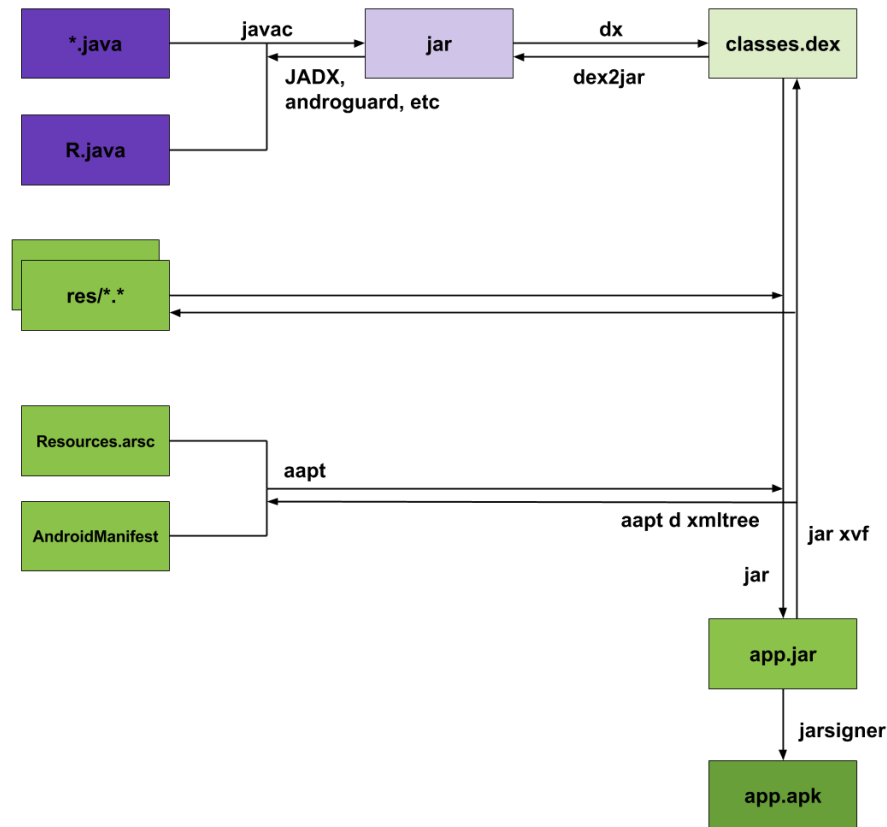 *.java
javac
jar
dx
classes.dex
JADX,
androguard, etc
dex2jar
R.java
res/*.*
Resources.arsc
aapt
AndroidManifest
aapt d xmltree
jar xvf
jar
app.jar
jarsigner
app.apk